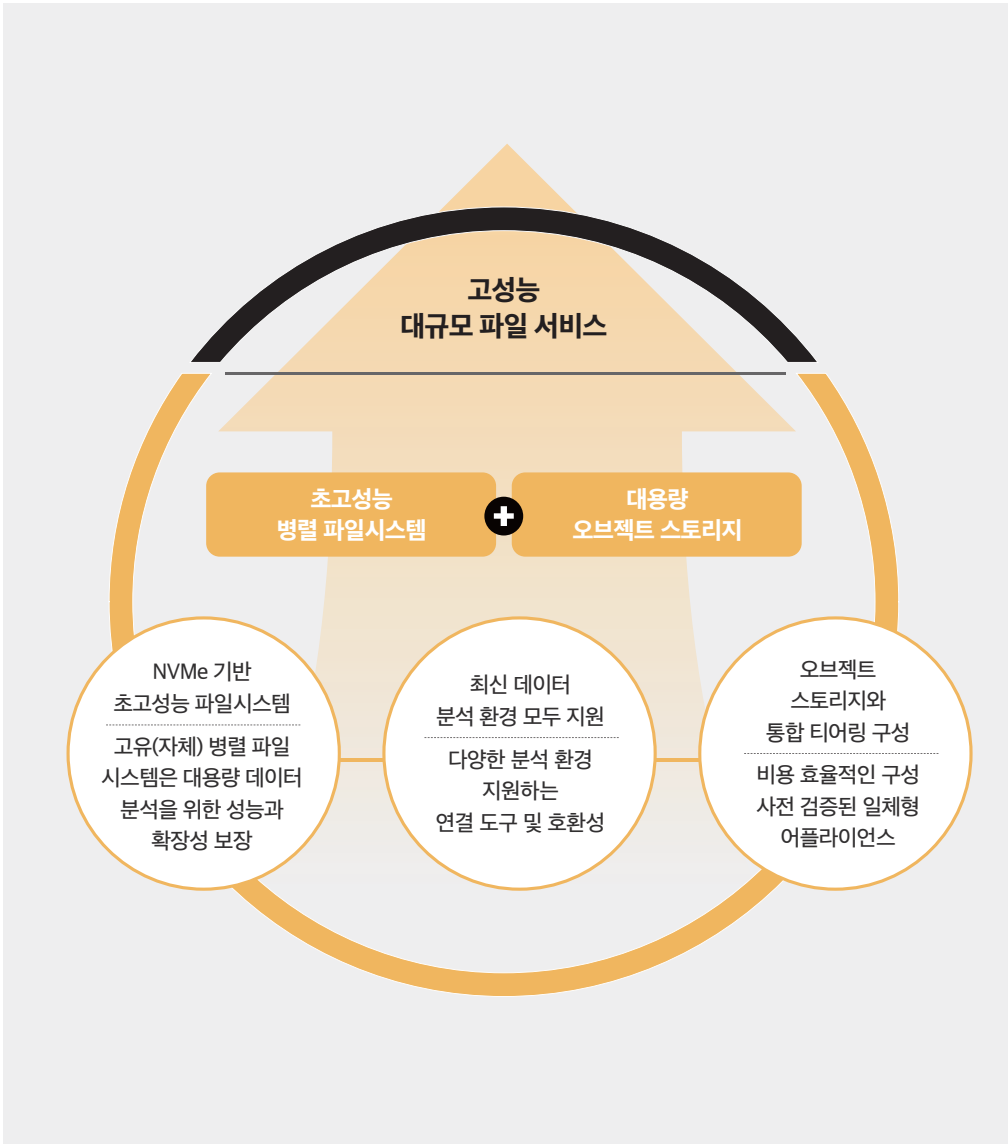 고성능
대규모 파일 서비스
초고성능
병렬 파일시스템
대용량
오브젝트 스토리지
NVMe 기반
초고성능 파일시스템
고유(자체) 병렬 파일
시스템은 대용량 데이터
분석을 위한 성능과
확장성 보장
최신 데이터
분석 환경 모두 지원
다양한 분석 환경
지원하는
연결 도구 및 호환성
오브젝트
스토리지와
통합 티어링 구성
비용 효율적인 구성
사전 검증된 일체형
어플라이언스